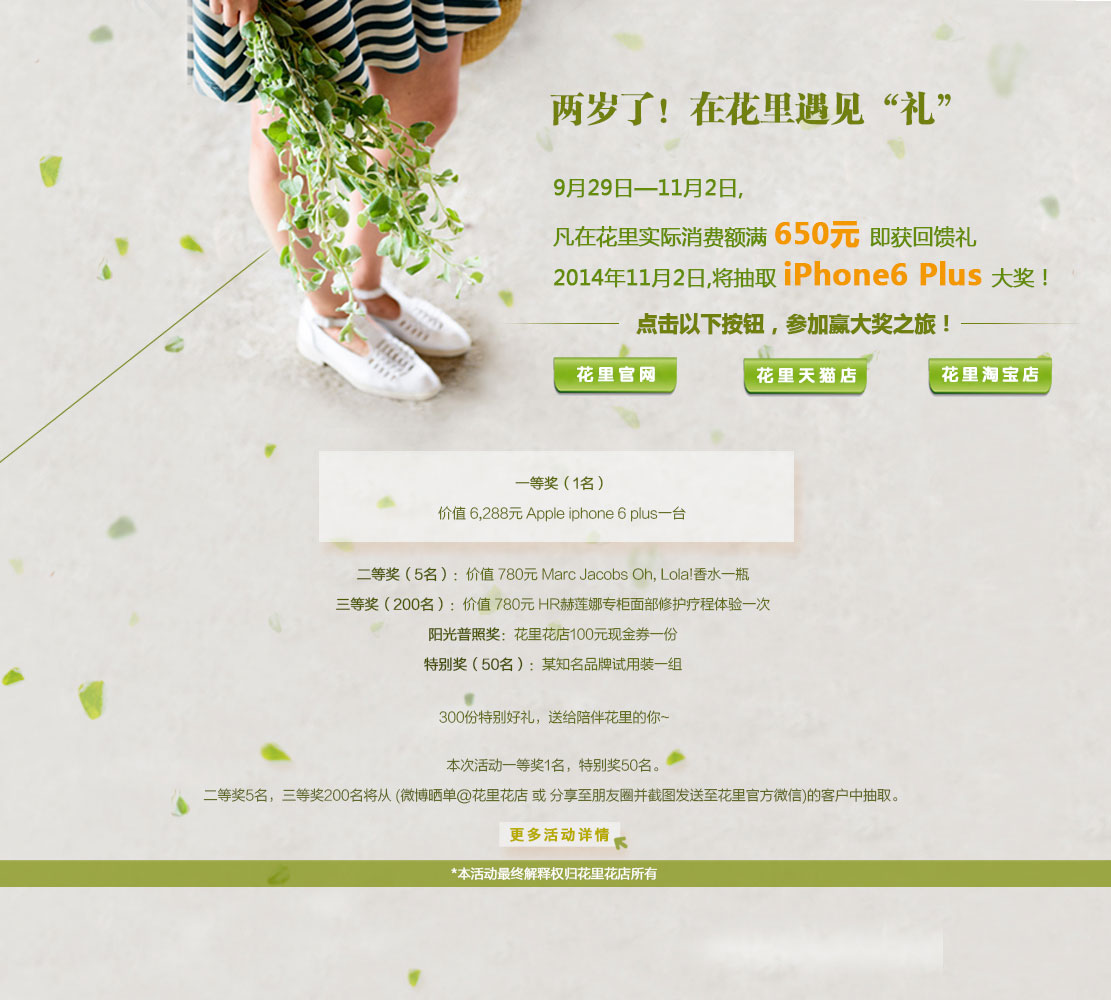 两岁了！在花里遇见“礼”
9月29日—11月2日,
凡在花里实际消费额满 650元 即获回馈礼
2014年11月2日,将抽取 iPhone6 Plus 大奖！
点击以下按钮，参加赢大奖之旅！
花里官网 花里天猫店 花里淘宝店
一等奖（1名）
价值 6,288元 Apple iphone 6 plus一台
二等奖（5名）：价值 780元 Marc Jacobs Oh, Lola!香水一瓶
三等奖（200名）：价值 780元 HR赫莲娜专柜面部修护疗程体验一次
阳光普照奖：花里花店100元现金券一份
特别奖（50名）：某知名品牌试用装一组
300份特别好礼，送给陪伴花里的你~
本次活动一等奖1名，特别奖50名。
二等奖5名，三等奖200名将从 (微博晒单@花里花店 或 分享至朋友圈并截图发送至花里官方微信)的客户中抽取。
更多活动详情
*本活动最终解释权归花里花店所有